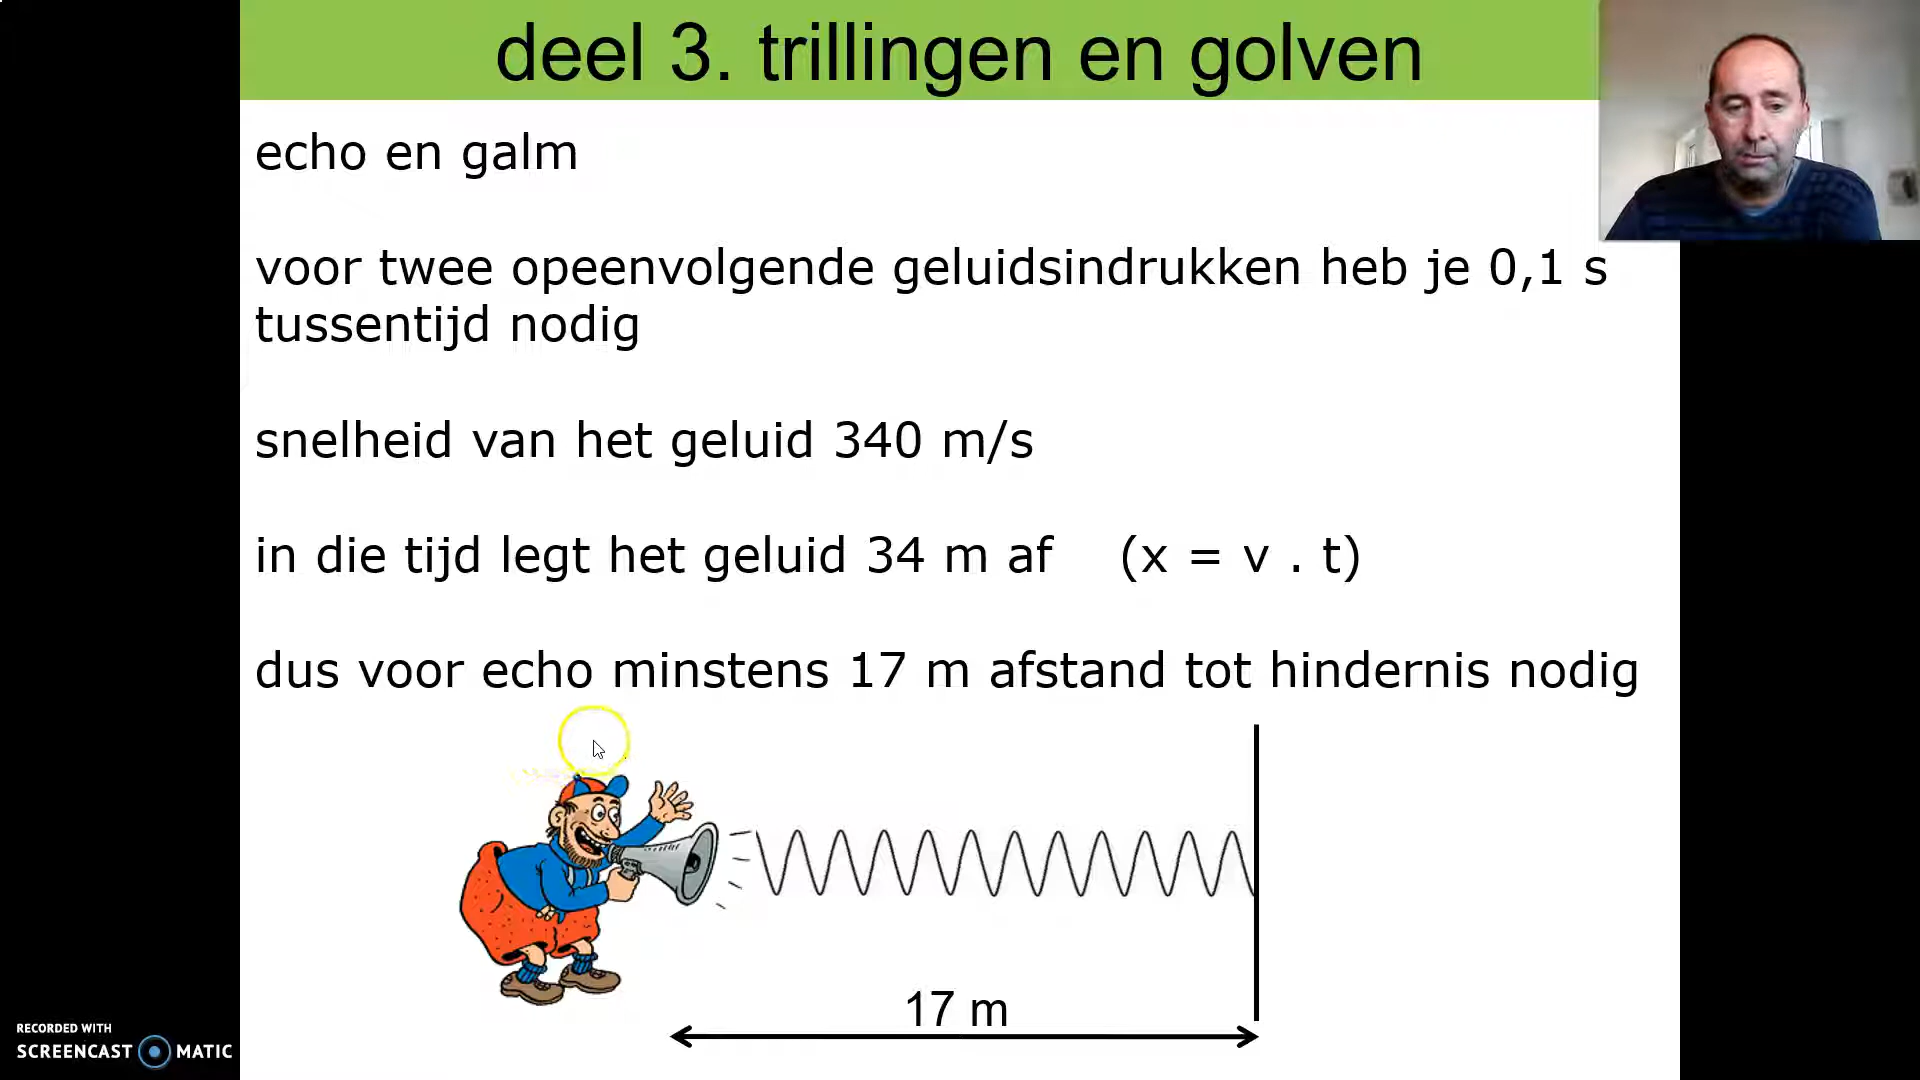 deel 3. trillingen en golven
echo en galm
voor twee opeenvolgende geluidsindrukken heb je 0,1 s
tussentijd nodig
snelheid van het geluid 340 m/s
in die tijd legt het geluid 34 m af (x = v . t)
dus voor echo minstens 17 m afstand tot hindernis nodig
17 m
RECORDED WITH
SCREENCAST MATIC